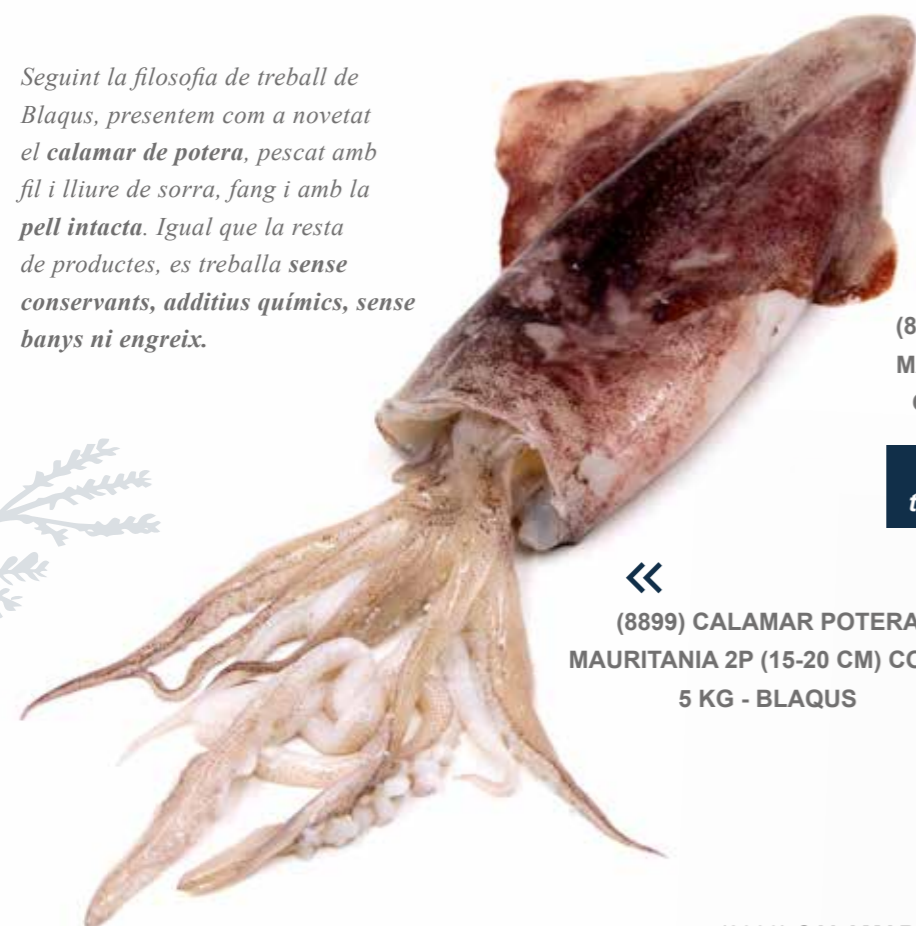 Seguint la filosofia de treball de
Blaqus, presentem com a novetat
el calamar de potera, pescat amb
fil i lliure de sorra, fang i amb la
pell intacta. Igual que la resta
de productes, es treballa sense
conservants, additius químics, sense
banys ni engreix.
(8
(8899) CALAMAR POTERA
MAURITANIA 2P (15-20 CM)
5 KG - BLAQUS